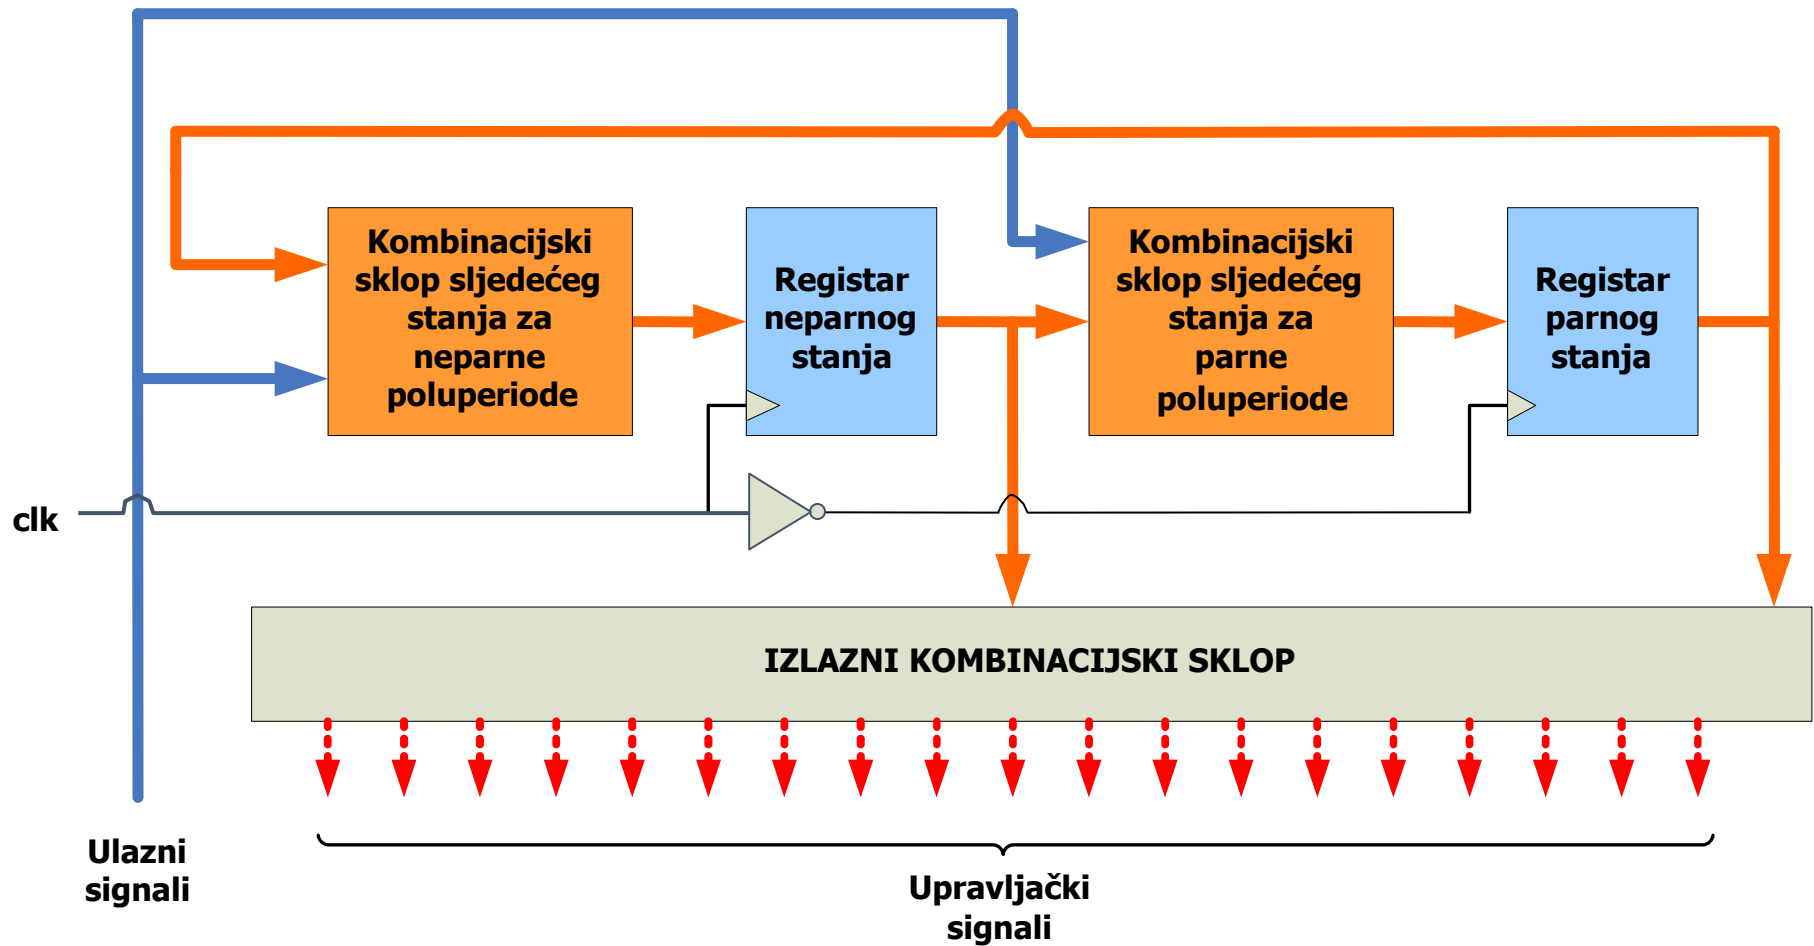 Kombinacijski
sklop sljedećeg
stanja za
neparne
poluperiode
Registar
neparnog
stanja
Kombinacijski
sklop sljedećeg
stanja za
parne
poluperiode
Registar
parnog
stanja
clk
IZLAZNI KOMBINACIJSKI SKLOP
Ulazni
signali
Upravljački
signali